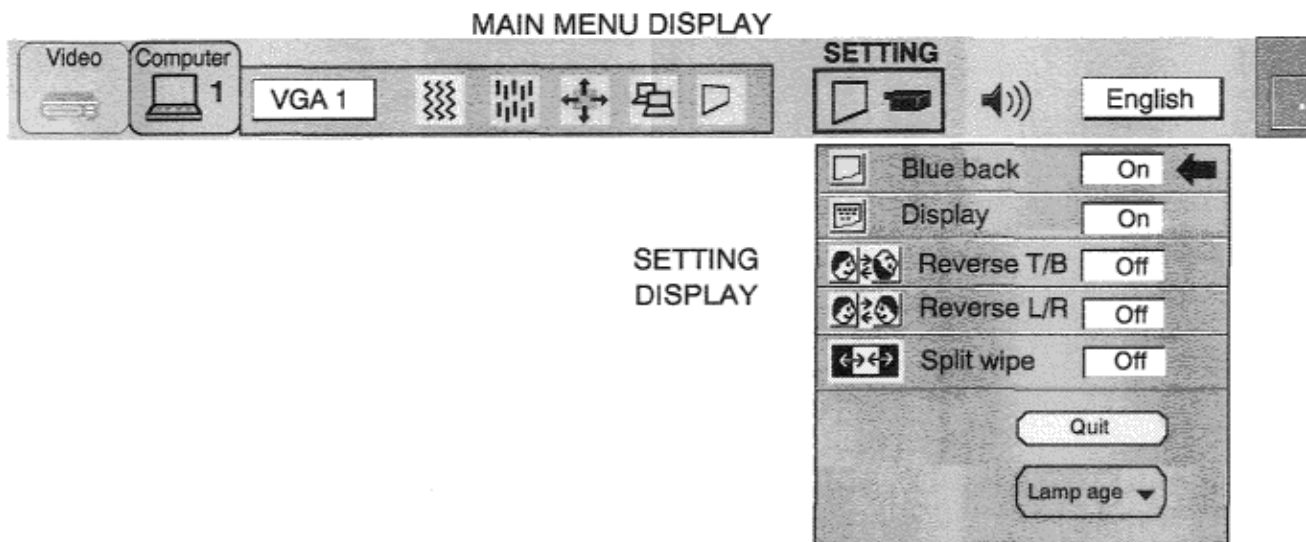 MAIN MENU DISPLAY
Video
Computer
1
VGA 1
SETTING
English
Blue back On
Display On
SETTING
DISPLAY
Reverse T/B Off
Reverse L/R Off
Split wipe Off
Quit
Lamp age